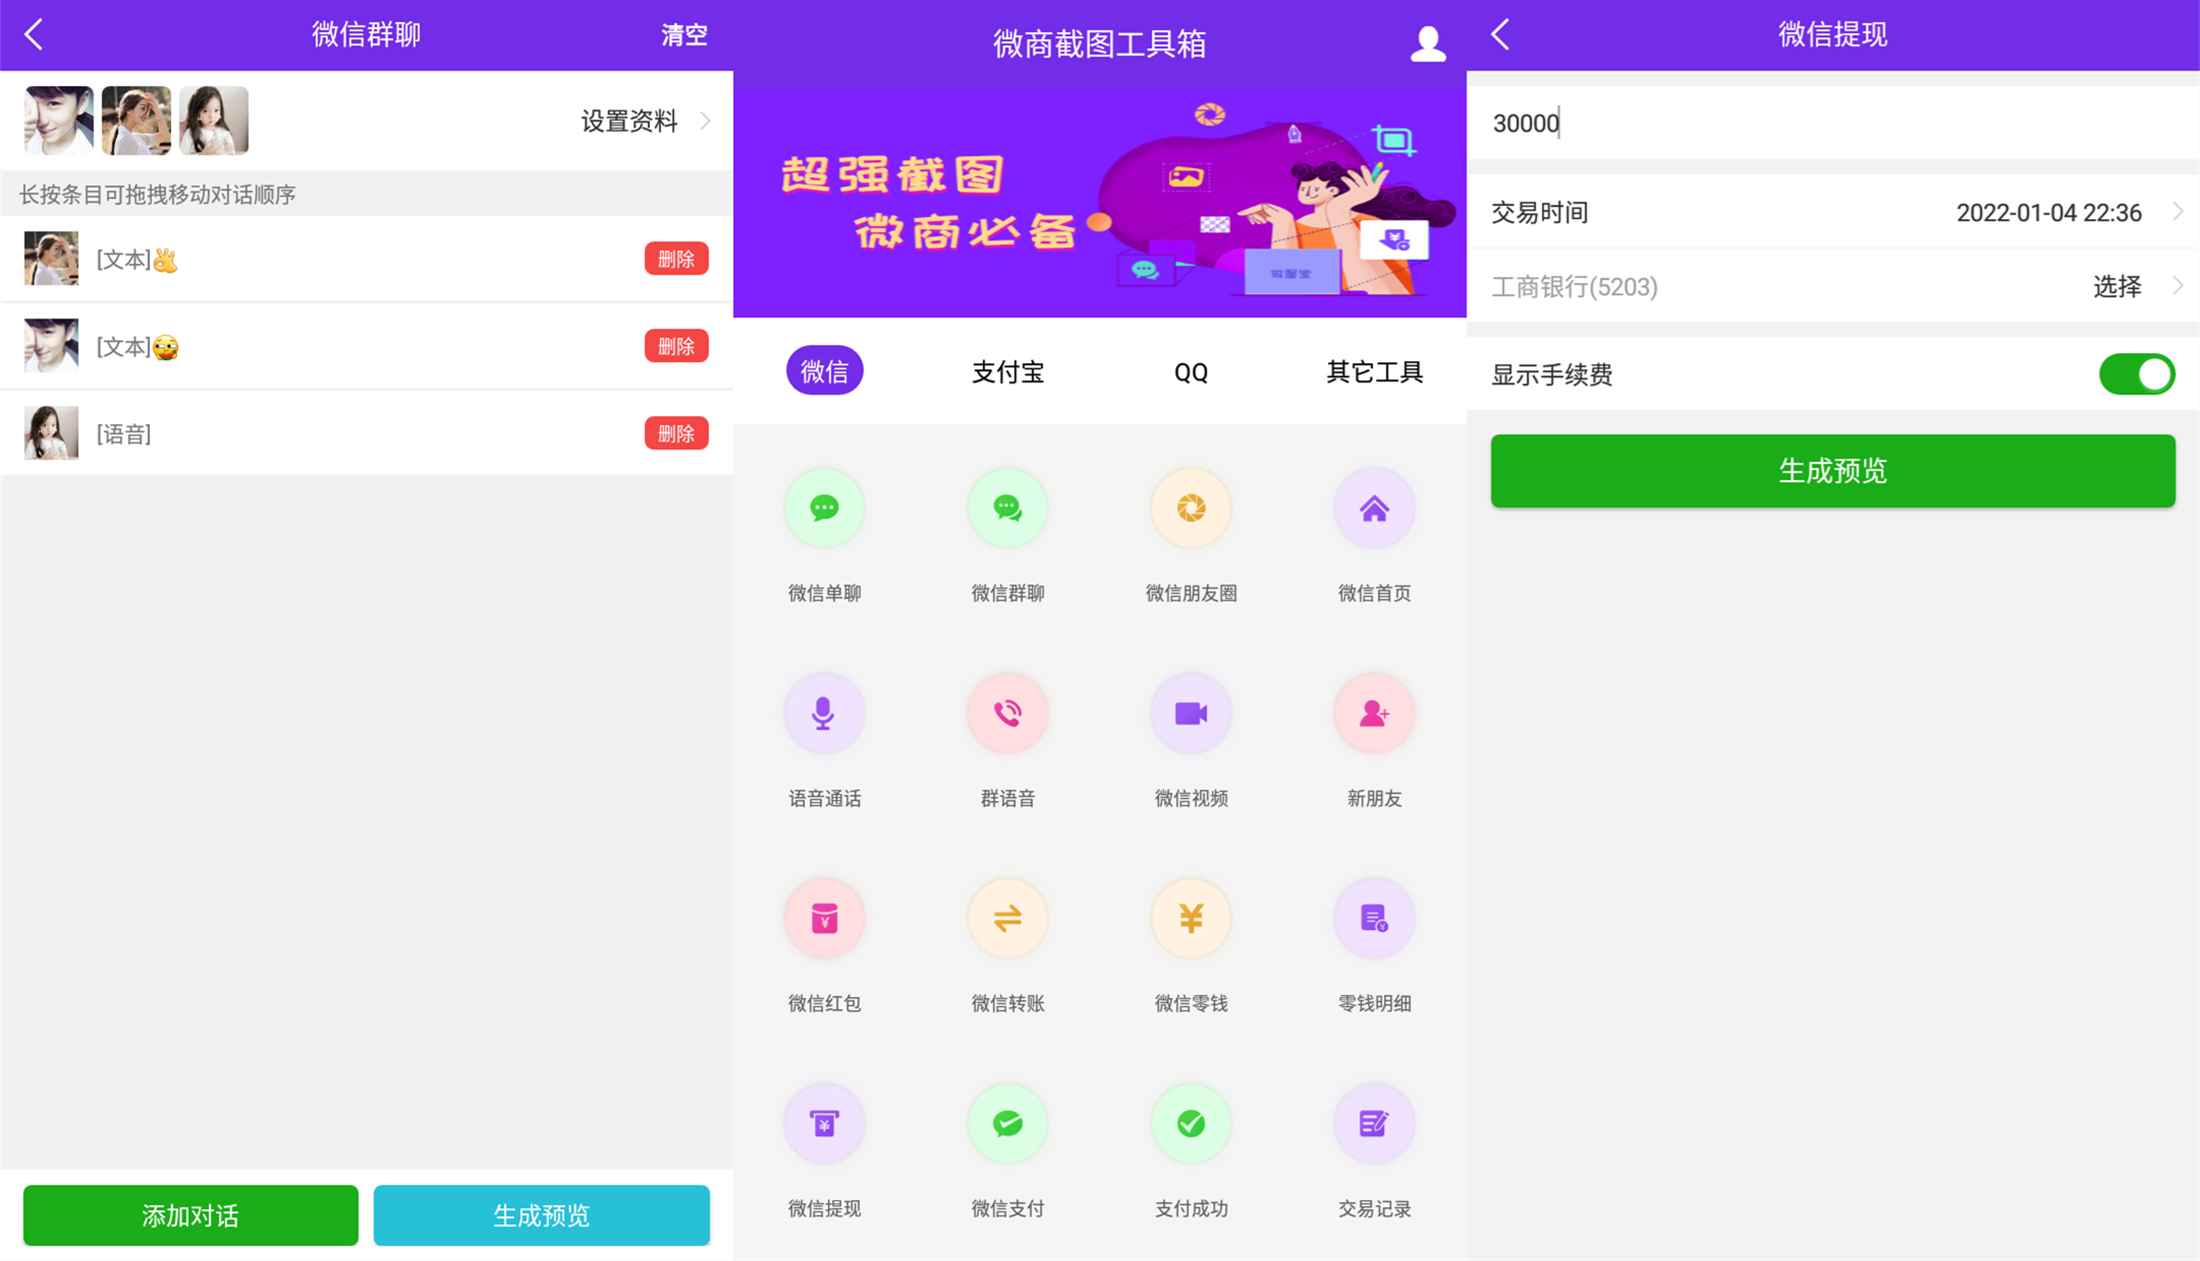 微信群聊
清空
设置资料
长按条目可拖拽移动对话顺序
[文本]👌
删除
[文本]
删除
[语音]
删除
添加对话
生成预览
微商截图工具箱
超强截图
微商必备
微信
支付宝
QQ
其它工具
微信单聊
微信群聊
微信朋友圈
微信首页
语音通话
群语音
微信视频
新朋友
微信红包
微信转账
微信零钱
零钱明细
微信提现
微信支付
支付成功
交易记录
微信提现
30000
交易时间
2022-01-04 22:36
工商银行(5203)
选择
显示手续费
生成预览